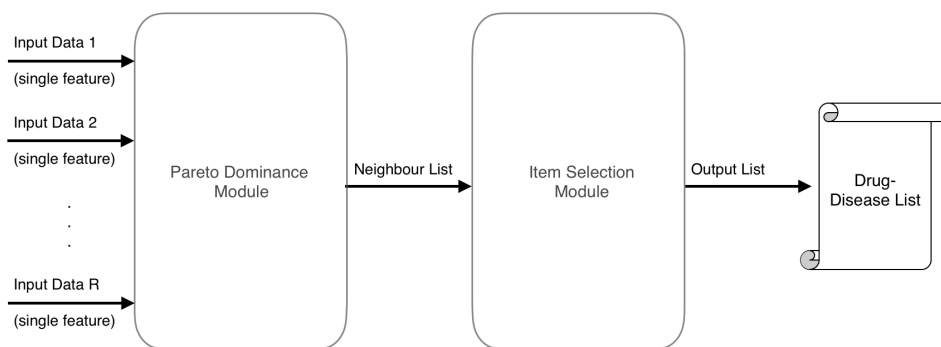 Input Data 1
(single feature)
Input Data 2
(single feature)
.
.
.
Input Data R
(single feature)
Pareto Dominance
Module
Neighbour List
Item Selection
Module
Output List
Drug-
Disease List